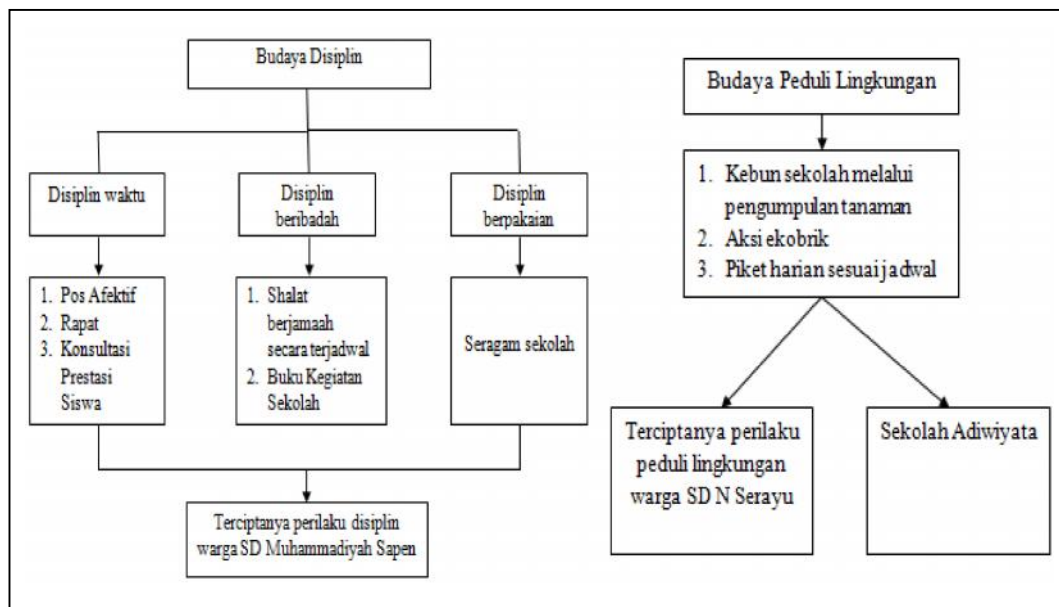 Budaya Disiplin
Disiplin waktu
Disiplin
beribadah
Disiplin
berpakaian
1. Pos Afektif
2. Rapat
3. Konsultasi
Prestasi
Siswa
1. Shalat
berjamaah
secara terjadwal
2. Buku Kegiatan
Sekolah
Seragam sekolah
Terciptanya perilaku disiplin
warga SD Muhammadiyah Sapen
Budaya Peduli Lingkungan
1. Kebun sekolah melalui
pengumpulan tanaman
2. Aksi ekobrik
3. Piket harian sesuai jadwal
Terciptanya perilaku
peduli lingkungan
warga SD N Serayu
Sekolah Adiwiyata